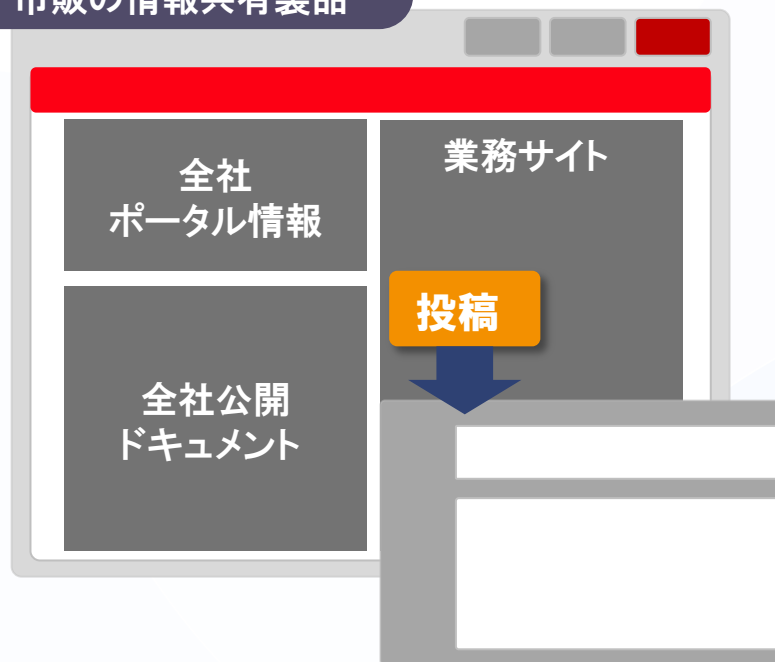 市販の情報共有製品
全社
ポータル情報
業務サイト
投稿
全社公開
ドキュメント